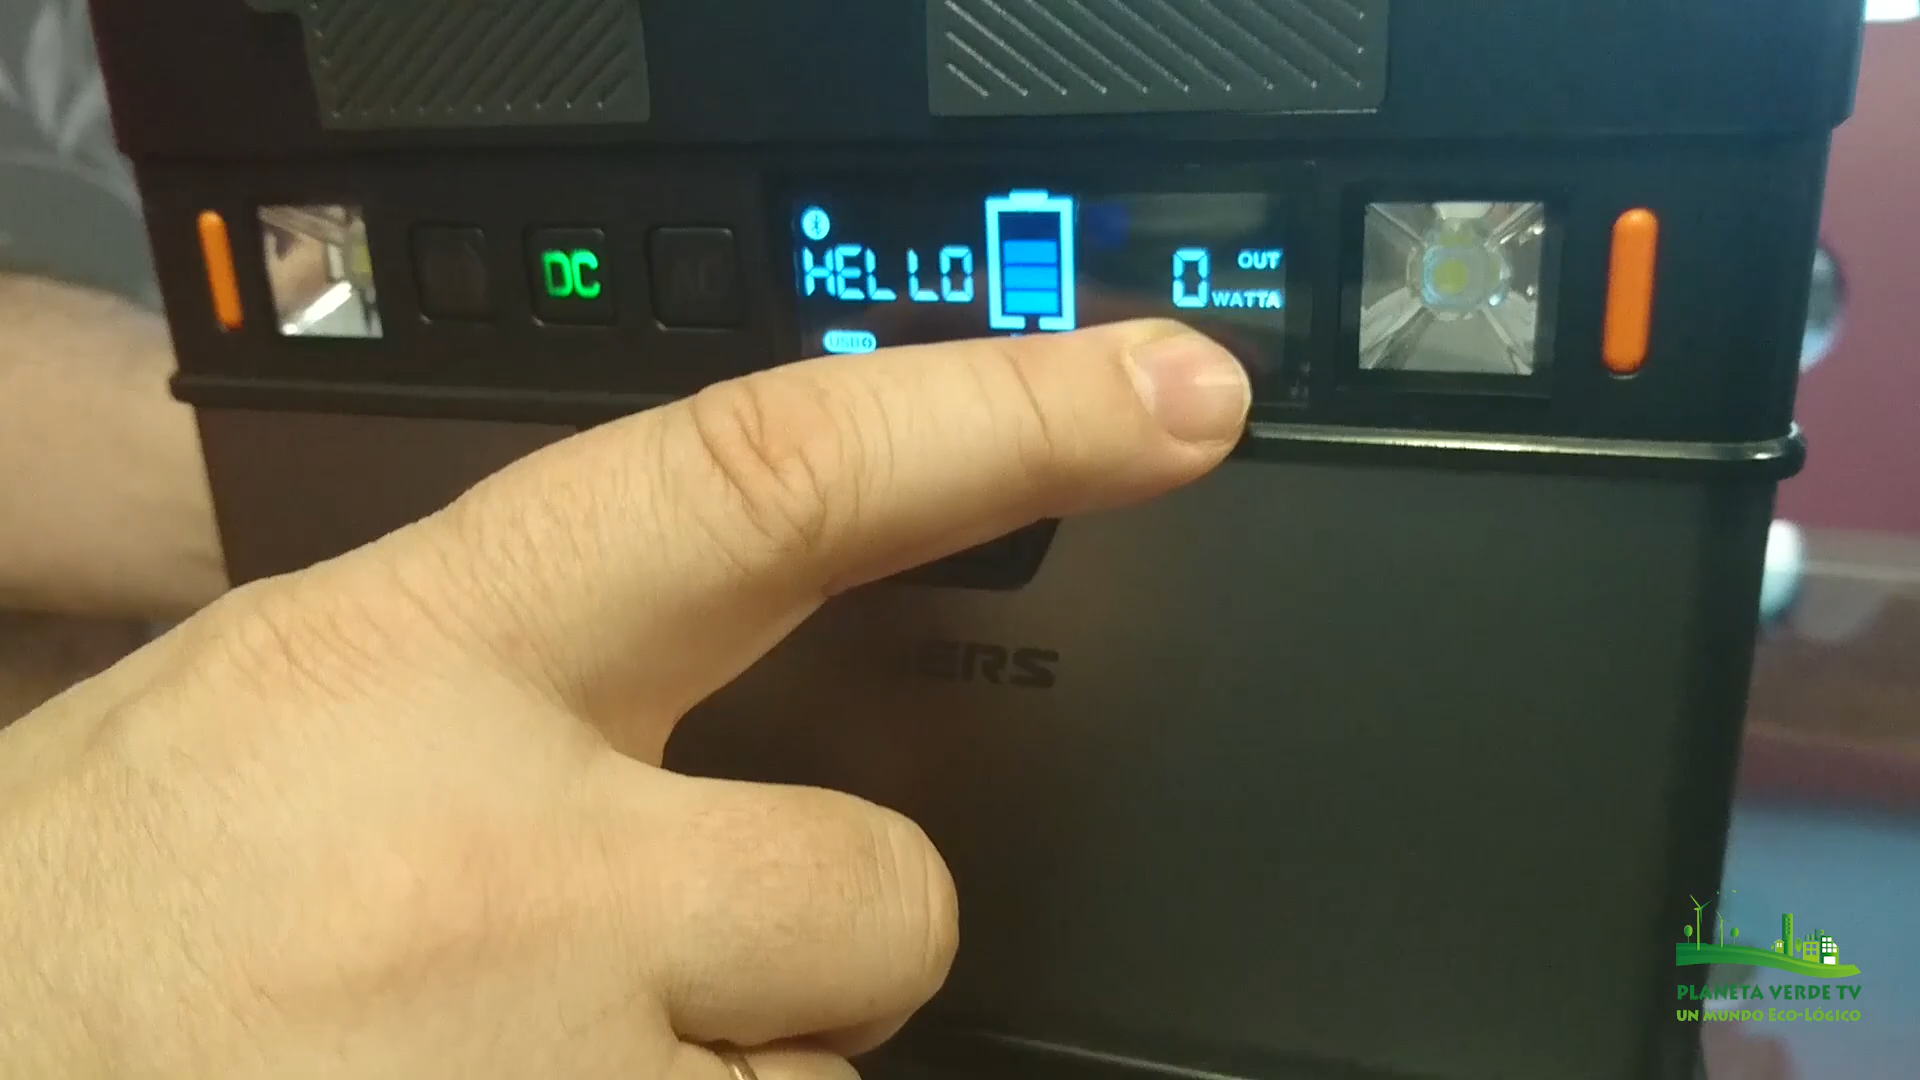 DC
HELLO
0
OUT
WATTA
USB
ERS
PLANETA VERDE TV
UN MUNDO ECO-LÓGICO